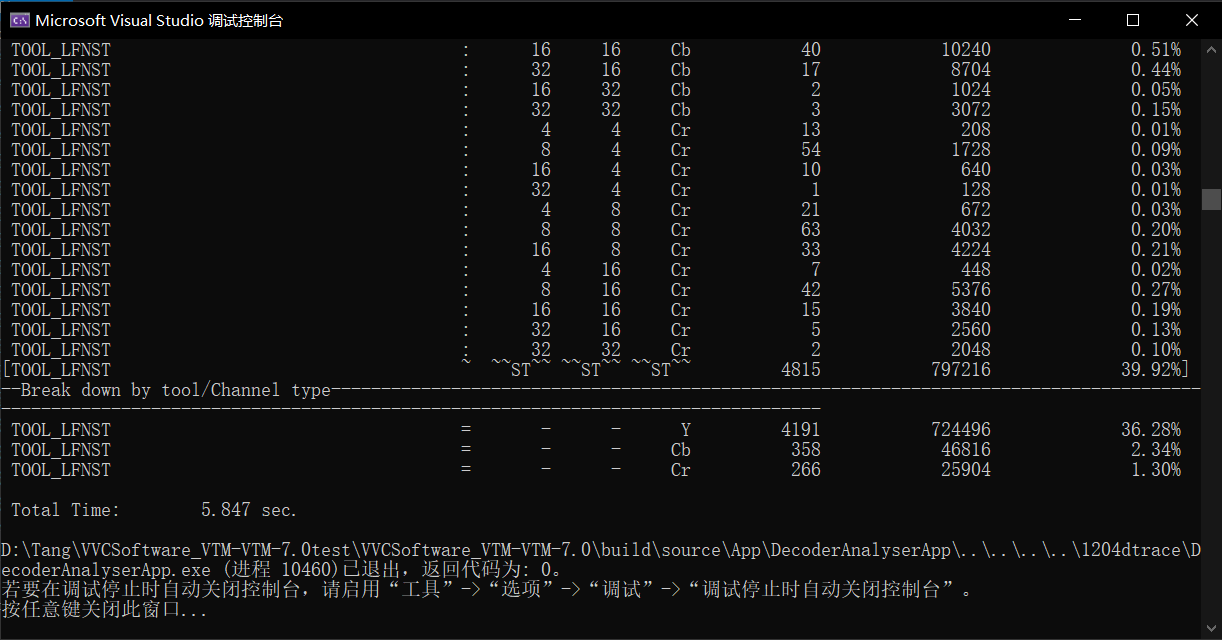 Microsoft Visual Studio 调试控制台
TOOL_LFNST : 16 16 Cb 40 10240 0.51%
TOOL_LFNST : 32 16 Cb 17 8704 0.44%
TOOL_LFNST : 16 32 Cb 2 1024 0.05%
TOOL_LFNST : 32 32 Cb 3 3072 0.15%
TOOL_LFNST : 4 4 Cr 13 208 0.01%
TOOL_LFNST : 8 4 Cr 54 1728 0.09%
TOOL_LFNST : 16 4 Cr 10 640 0.03%
TOOL_LFNST : 32 4 Cr 1 128 0.01%
TOOL_LFNST : 4 8 Cr 21 672 0.03%
TOOL_LFNST : 8 8 Cr 63 4032 0.20%
TOOL_LFNST : 16 8 Cr 33 4224 0.21%
TOOL_LFNST : 4 16 Cr 7 448 0.02%
TOOL_LFNST : 8 16 Cr 42 5376 0.27%
TOOL_LFNST : 16 16 Cr 15 3840 0.19%
TOOL_LFNST : 32 16 Cr 5 2560 0.13%
TOOL_LFNST : 32 32 Cr 2 2048 0.10%
[TOOL_LFNST ~ ~~ST~~ ~~ST~~ ~~ST~~ 4815 797216 39.92%]
--Break down by tool/Channel type---------------------------------------------------------------------------------------
----------------------------------------------------------------------------------
TOOL_LFNST = - - Y 4191 724496 36.28%
TOOL_LFNST = - - Cb 358 46816 2.34%
TOOL_LFNST = - - Cr 266 25904 1.30%
Total Time: 5.847 sec.
D:\Tang\VVCSoftware_VTM-VTM-7.0test\VVCSoftware_VTM-VTM-7.0\build\source\App\DecoderAnalyserApp\..\..\..\..\1204dtrace\D
ecoderAnalyserApp.exe (进程 10460)已退出，返回代码为: 0。
若要在调试停止时自动关闭控制台，请启用“工具”->“选项”->“调试”->“调试停止时自动关闭控制台”。
按任意键关闭此窗口...